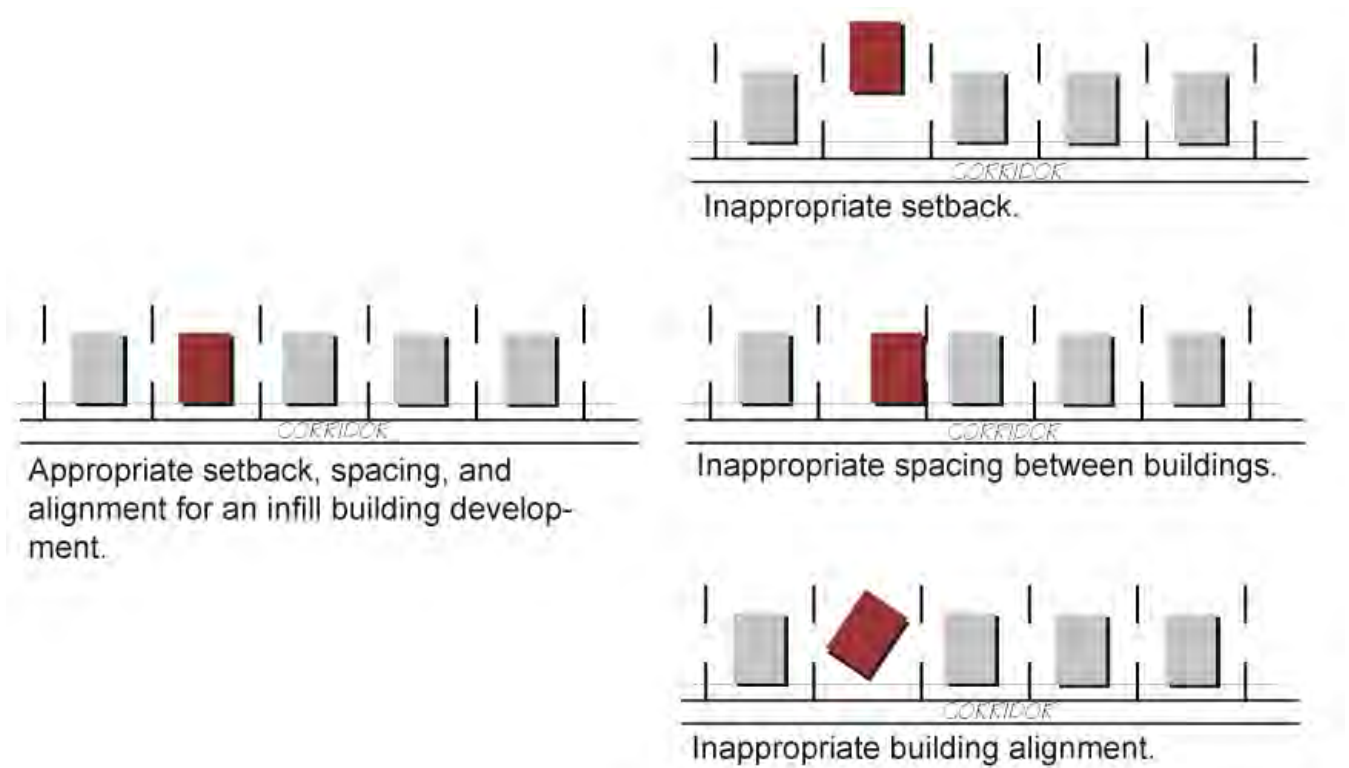 CORRIDOR
Inappropriate setback.
CORRIDOR
Appropriate setback, spacing, and
alignment for an infill building develop-
ment.
CORRIDOR
Inappropriate spacing between buildings.
CORRIDOR
Inappropriate building alignment.